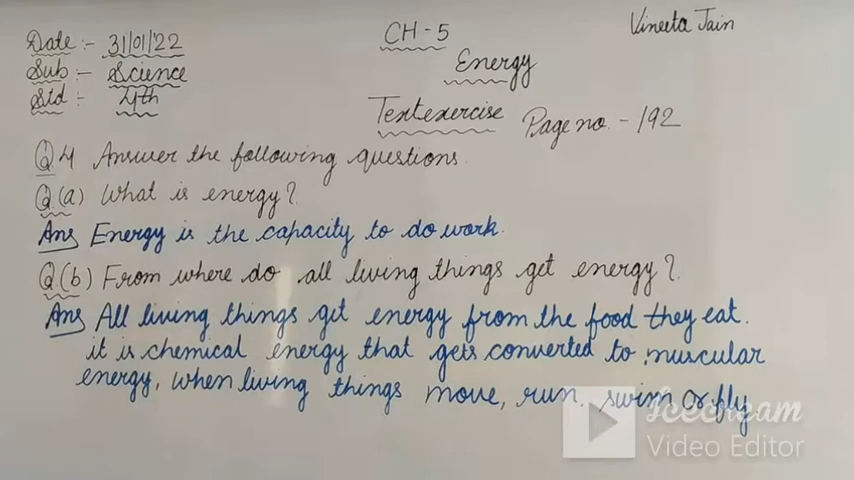 Date :- 31/01/22
CH - 5
Vineeta Jain
Sub :- Science
Energy
Std :- 4th
Textexercise Page no. - 192
Q4 Answer the following questions.
Q(a) What is energy?
Ans Energy is the capacity to do work.
Q(b) From where do all living things get energy?
Ans All living things get energy from the food they eat.
it is chemical energy that gets converted to muscular
energy, when living things move, run, swim or fly
Icecream
Video Editor